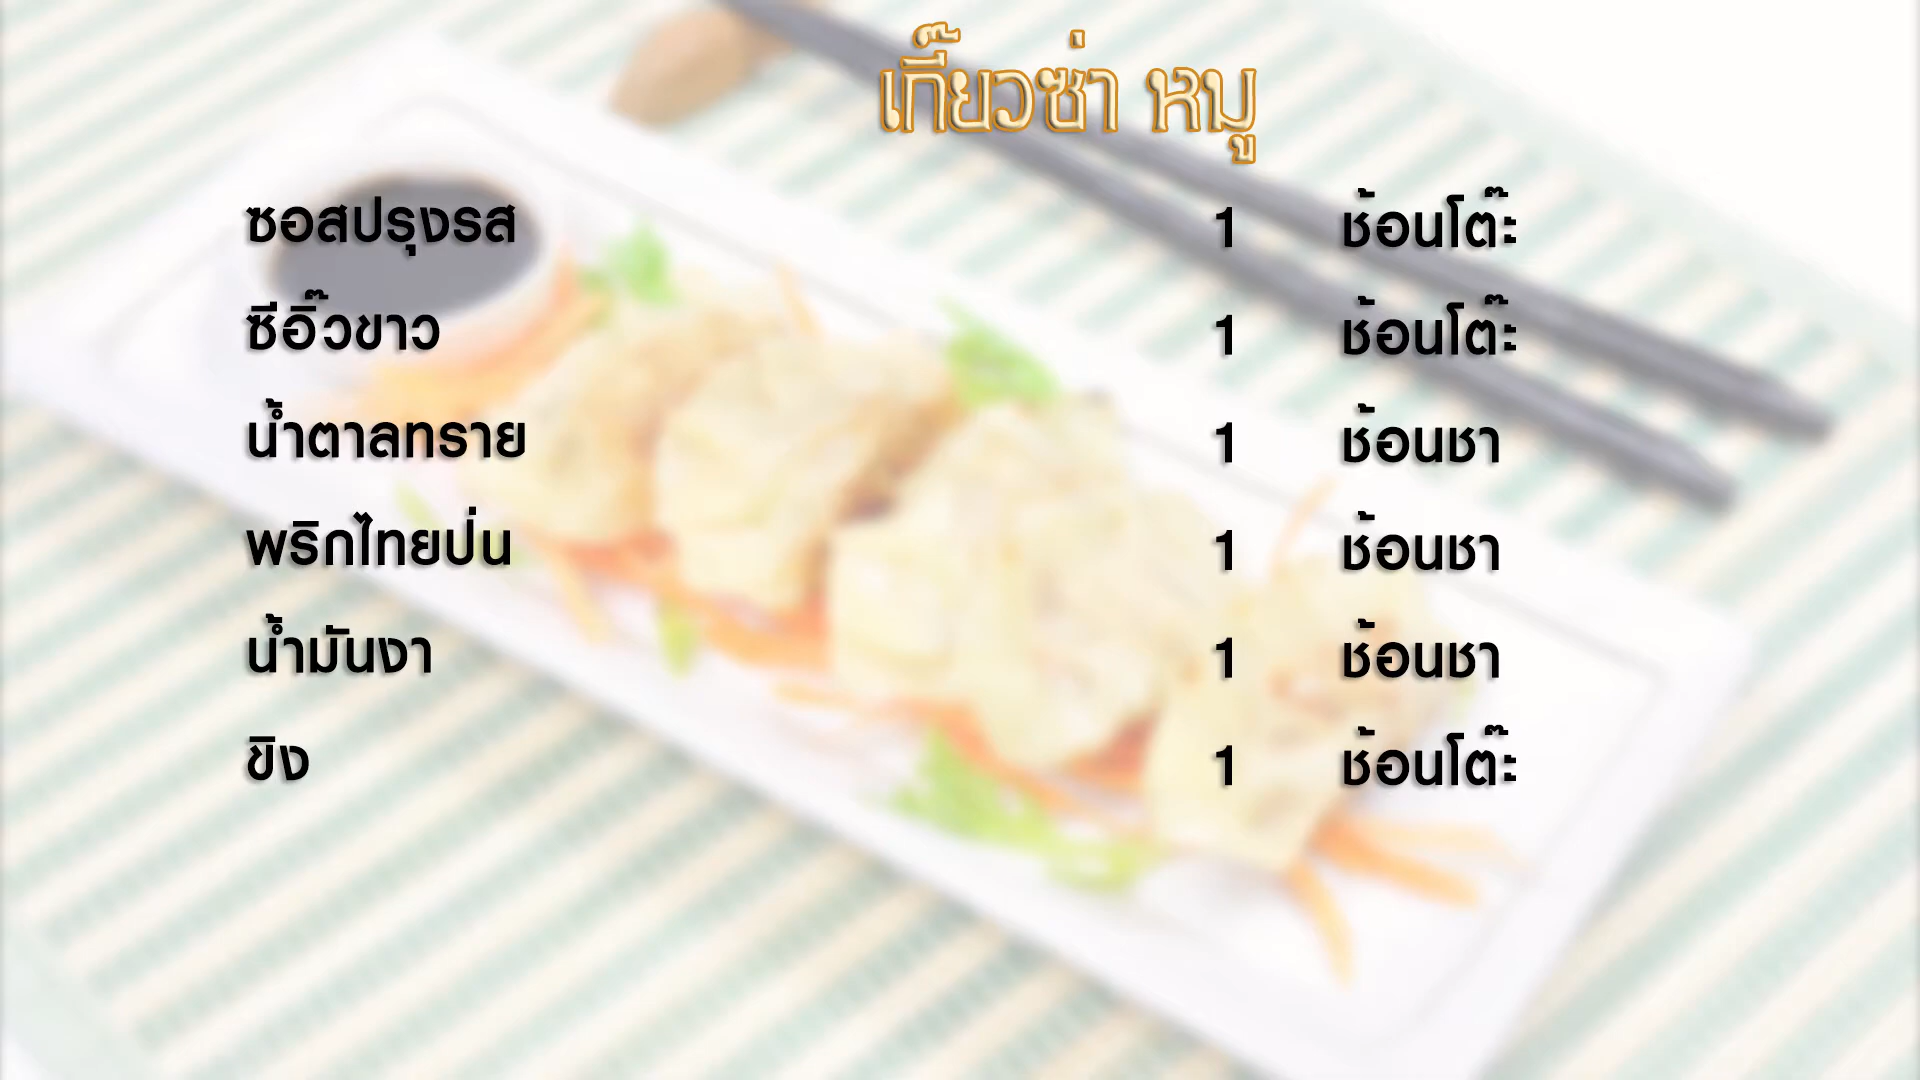 เกี๊ยวซ่า หมู
ซอสปรุงรส 1 ช้อนโต๊ะ
ซีอิ๊วขาว 1 ช้อนโต๊ะ
น้ำตาลทราย 1 ช้อนชา
พริกไทยป่น 1 ช้อนชา
น้ำมันงา 1 ช้อนชา
ขิง 1 ช้อนโต๊ะ